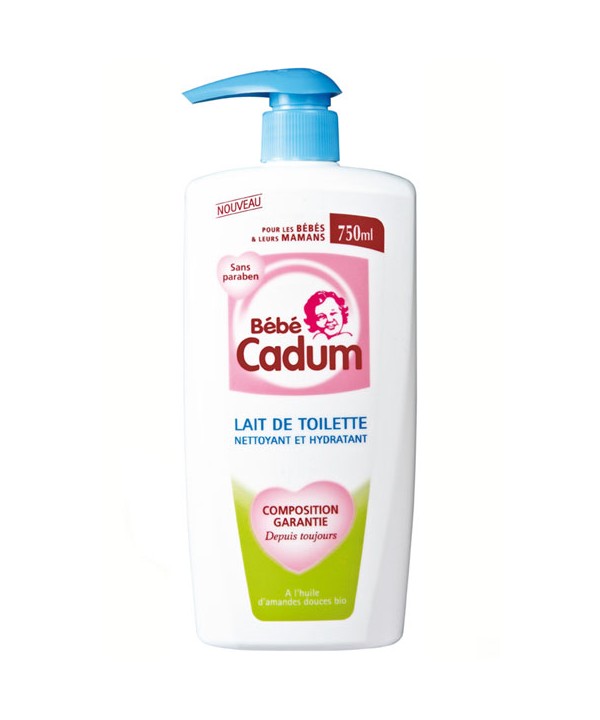 NOUVEAU
POUR LES BÉBÉS
& LEURS MAMANS
750ml
Sans
paraben
Bébé
Cadum
LAIT DE TOILETTE
NETTOYANT ET HYDRATANT
COMPOSITION
GARANTIE
Depuis toujours
A l'huile
d'amandes douces bio